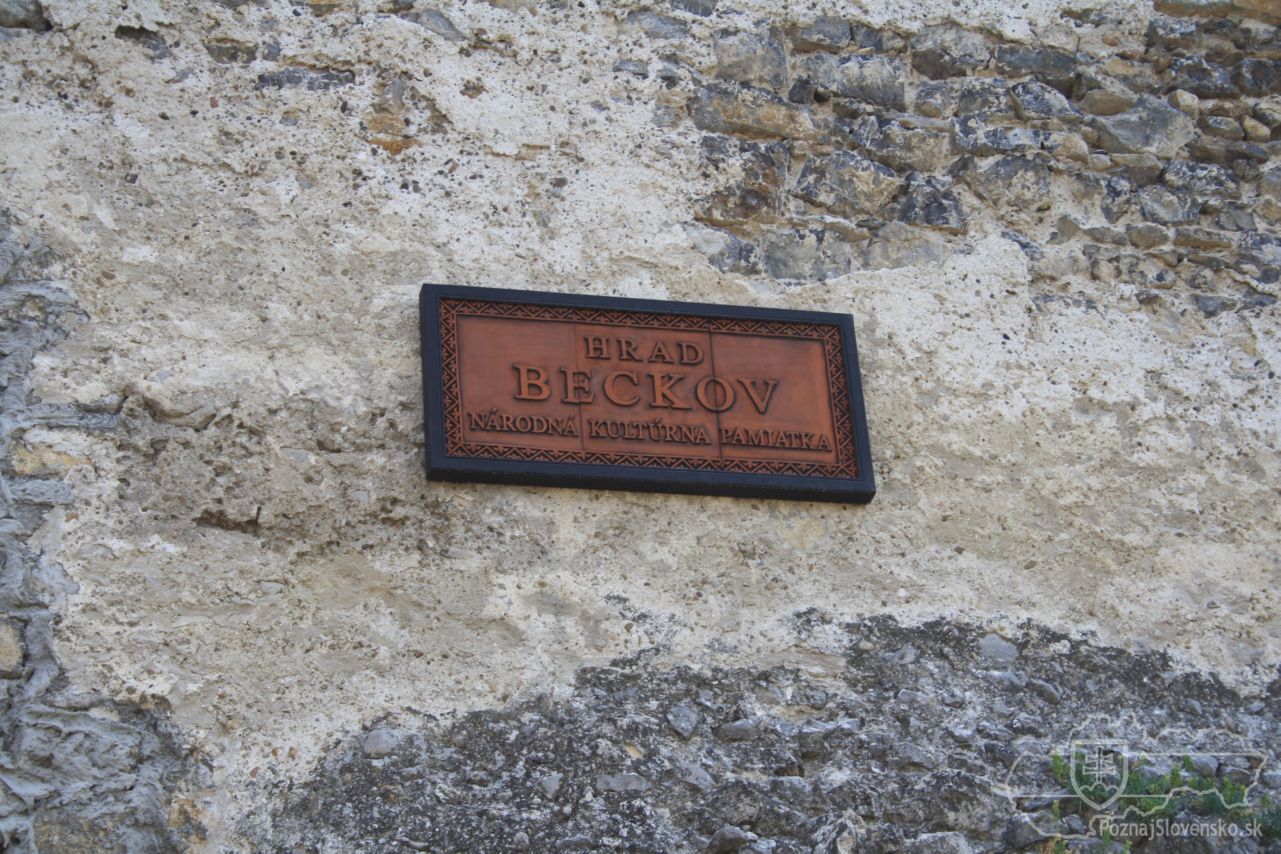 HRAD
BECKOV
NÁRODNÁ KULTÚRNA PAMIATKA
PoznajSlovensko.sk